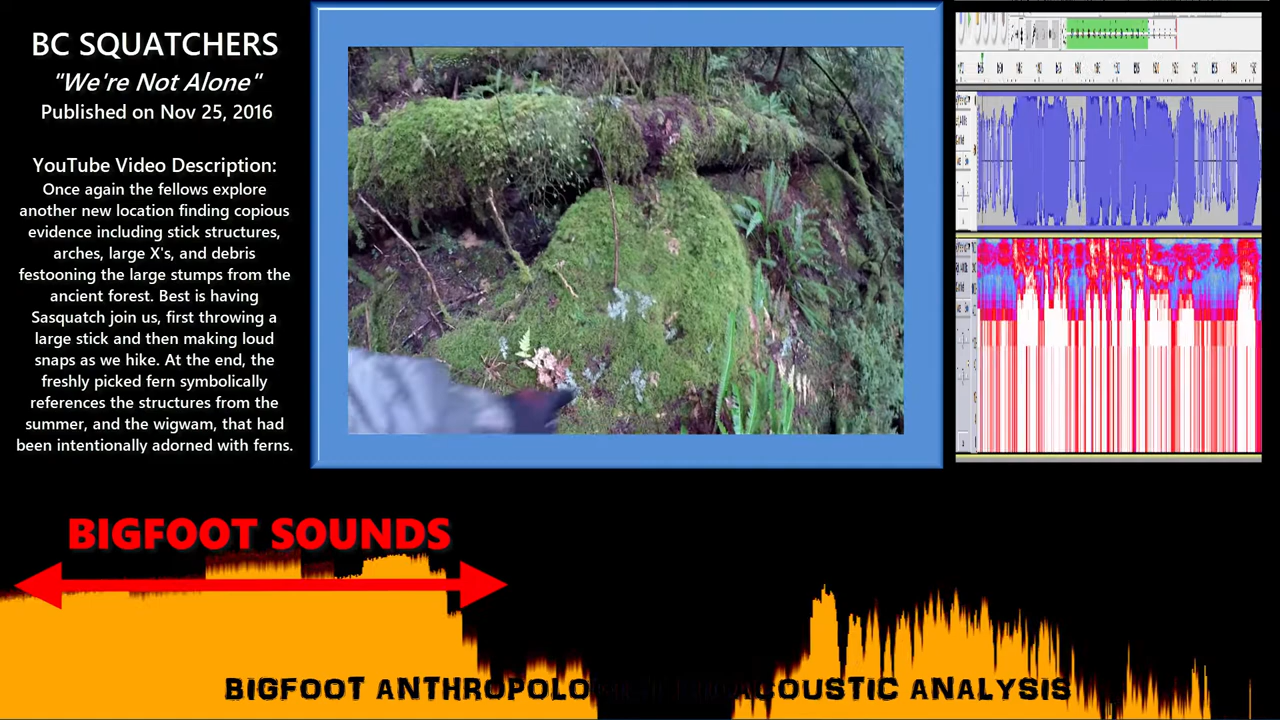 BC SQUATCHERS
"We're Not Alone"
Published on Nov 25, 2016
YouTube Video Description:
Once again the fellows explore
another new location finding copious
evidence including stick structures,
arches, large X's, and debris
festooning the large stumps from the
ancient forest. Best is having
Sasquatch join us, first throwing a
large stick and then making loud
snaps as we hike. At the end, the
freshly picked fern symbolically
references the structures from the
summer, and the wigwam, that had
been intentionally adorned with ferns.
BIGFOOT SOUNDS
BIGFOOT ACOUSTIC ANALYSIS